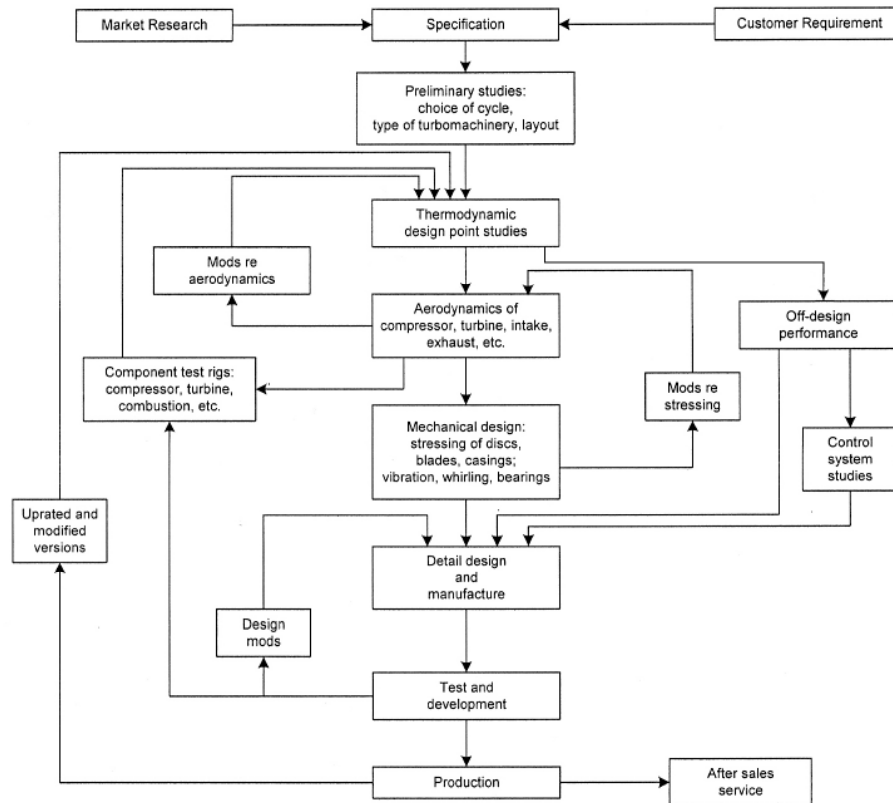 Market Research
Specification
Customer Requirement
Preliminary studies:
choice of cycle,
type of turbomachinery, layout
Thermodynamic
design point studies
Mods re
aerodynamics
Aerodynamics of
compressor, turbine, intake,
exhaust, etc.
Off-design
performance
Component test rigs:
compressor, turbine,
combustion, etc.
Mods re
stressing
Mechanical design:
stressing of discs,
blades, casings;
vibration, whirling, bearings
Control
system
studies
Uprated and
modified
versions
Detail design
and
manufacture
Design
mods
Test and
development
Production
After sales
service